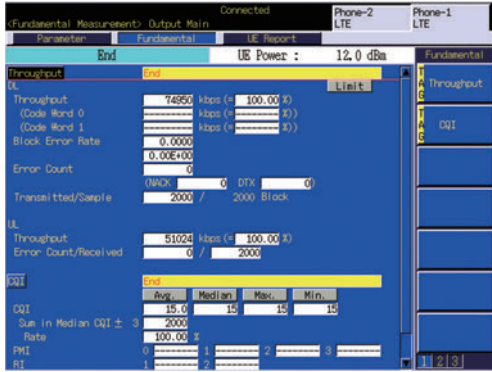 Connected
Phone-2
LTE
Phone-1
LTE
<Fundamental Measurement> Output Main
Parameter Fundamental UE Report
End UE Power : 12.0 dBm Fundamental
Throughput End
DL Limit
Throughput 74950 kbps (= 100.00 %)
(Code Word 0 -------- kbps (= -------- %))
(Code Word 1 -------- kbps (= -------- %))
Block Error Rate 0.0000
0.00E+00
Error Count 0
(NACK 0 DTX 0)
Transmitted/Sample 2000 / 2000 Block
UL
Throughput 51024 kbps (= 100.00 %)
Error Count/Received 0 / 2000
CQI End
Avg. Median Max. Min.
CQI 15.0 15 15 15
Sum in Median CQI ± 3 2000
Rate 100.00 %
PMI 0 -------- 1 -------- 2 -------- 3 --------
RI 1 -------- 2 --------
TAG Throughput
TAG CQI
1 2 3